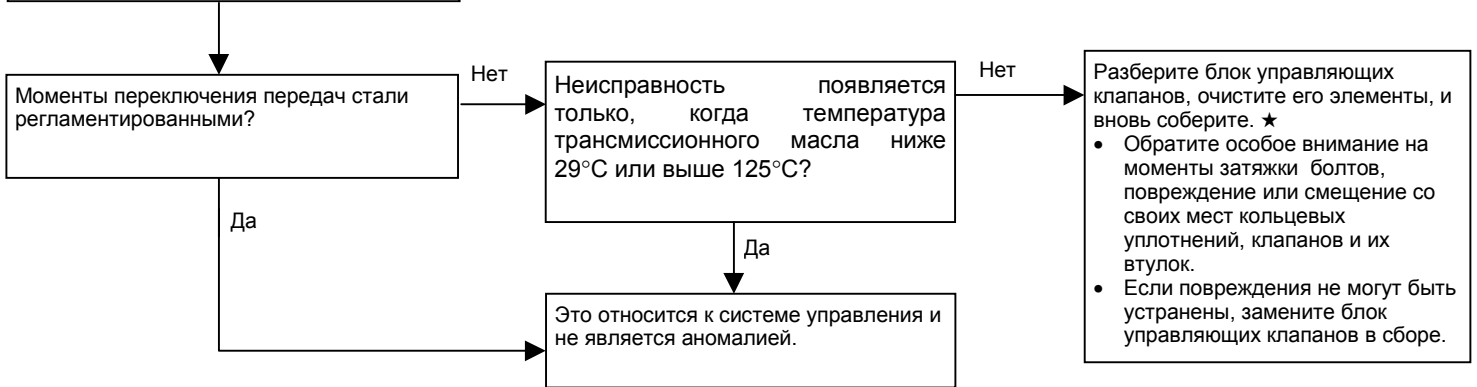 Моменты переключения передач стали
регламентированными?
Нет
Неисправность появляется
только, когда температура
трансмиссионного масла ниже
29°С или выше 125°С?
Нет
Разберите блок управляющих
клапанов, очистите его элементы, и
вновь соберите. ★
• Обратите особое внимание на
моменты затяжки болтов,
повреждение или смещение со
своих мест кольцевых
уплотнений, клапанов и их
втулок.
• Если повреждения не могут быть
устранены, замените блок
управляющих клапанов в сборе.
Да
Да
Это относится к системе управления и
не является аномалией.